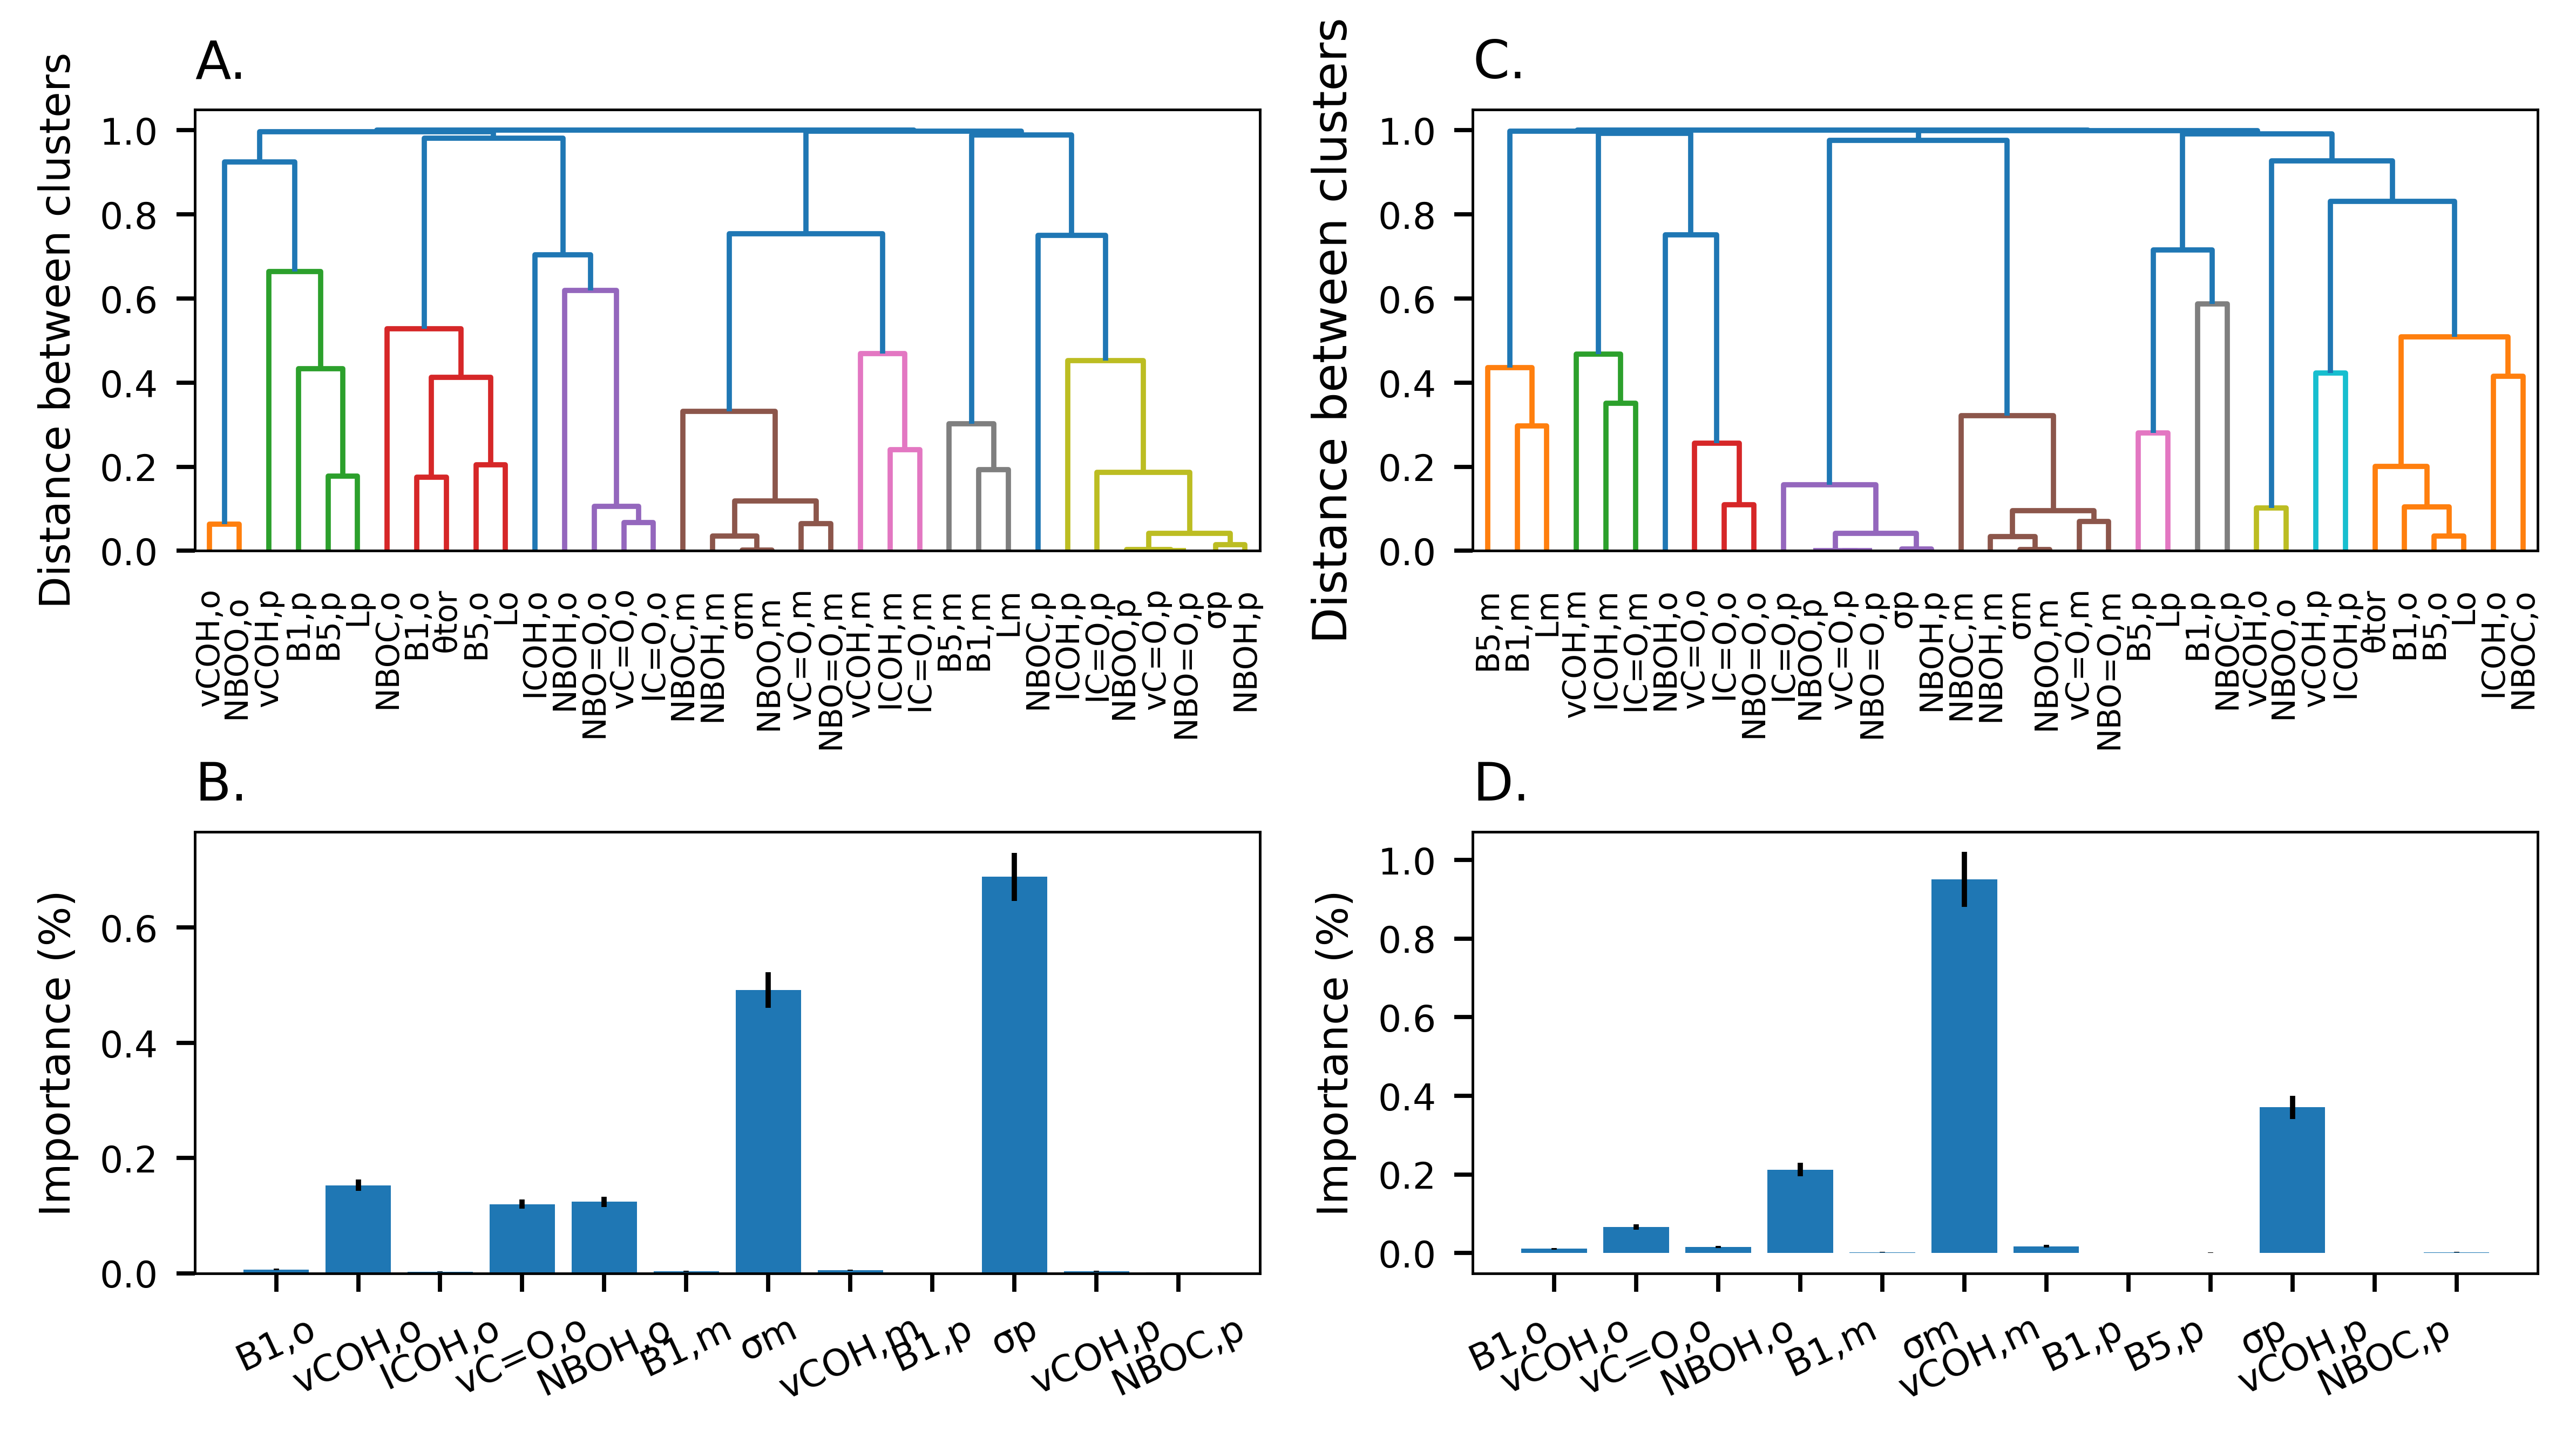 A.
Distance between clusters
1.0
0.8
0.6
0.4
0.2
0.0
vCOH,o
NBOO,o
vCOH,p
B1,p
B5,p
Lp
NBOC,o
B1,o
θtor
B5,o
Lo
lCOH,o
NBOH,o
NBO=O,o
vC=O,o
lC=O,o
NBOC,m
NBOH,m
σm
NBOO,m
vC=O,m
NBO=O,m
vCOH,m
lCOH,m
lC=O,m
B5,m
B1,m
Lm
NBOC,p
lCOH,p
lC=O,p
NBOO,p
vC=O,p
NBO=O,p
σp
NBOH,p
C.
Distance between clusters
1.0
0.8
0.6
0.4
0.2
0.0
B5,m
B1,m
Lm
vCOH,m
lCOH,m
lC=O,m
NBOH,o
vC=O,o
lC=O,o
NBO=O,o
lC=O,p
NBOO,p
vC=O,p
NBO=O,p
σp
NBOH,p
NBOC,m
NBOH,m
σm
NBOO,m
vC=O,m
NBO=O,m
B5,p
Lp
B1,p
NBOC,p
vCOH,o
NBOO,o
vCOH,p
lCOH,p
θtor
B1,o
B5,o
Lo
lCOH,o
NBOC,o
B.
Importance (%)
0.6
0.4
0.2
0.0
B1,o
vCOH,o
lCOH,o
vC=O,o
NBOH,o
B1,m
σm
vCOH,m
B1,p
σp
vCOH,p
NBOC,p
D.
Importance (%)
1.0
0.8
0.6
0.4
0.2
0.0
B1,o
vCOH,o
vC=O,o
NBOH,o
B1,m
σm
vCOH,m
B1,p
B5,p
σp
vCOH,p
NBOC,p